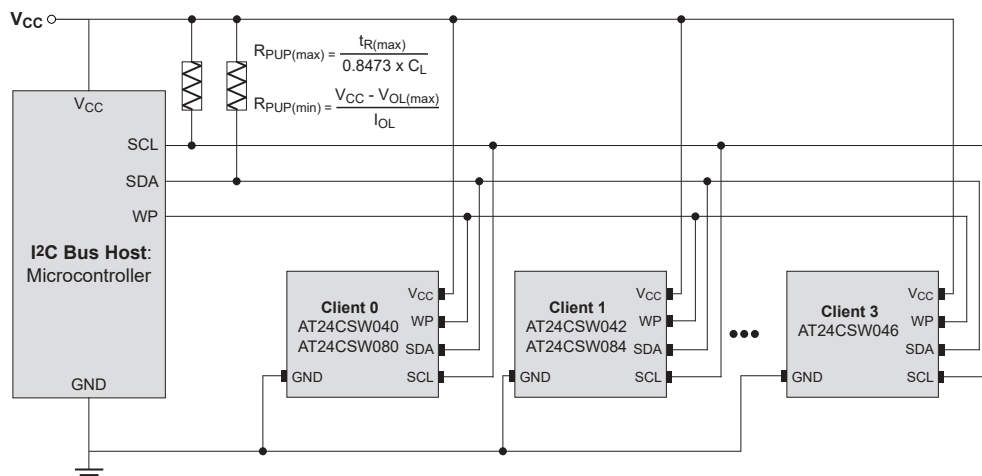 VCC
RPUP(max) = tR(max) / 0.8473 x CL
RPUP(min) = VCC - VOL(max) / IOL
VCC
SCL
SDA
WP
I2C Bus Host:
Microcontroller
GND
Client 0
AT24CSW040
AT24CSW080
VCC
WP
SDA
SCL
GND
Client 1
AT24CSW042
AT24CSW084
VCC
WP
SDA
SCL
GND
Client 3
AT24CSW046
VCC
WP
SDA
SCL
GND